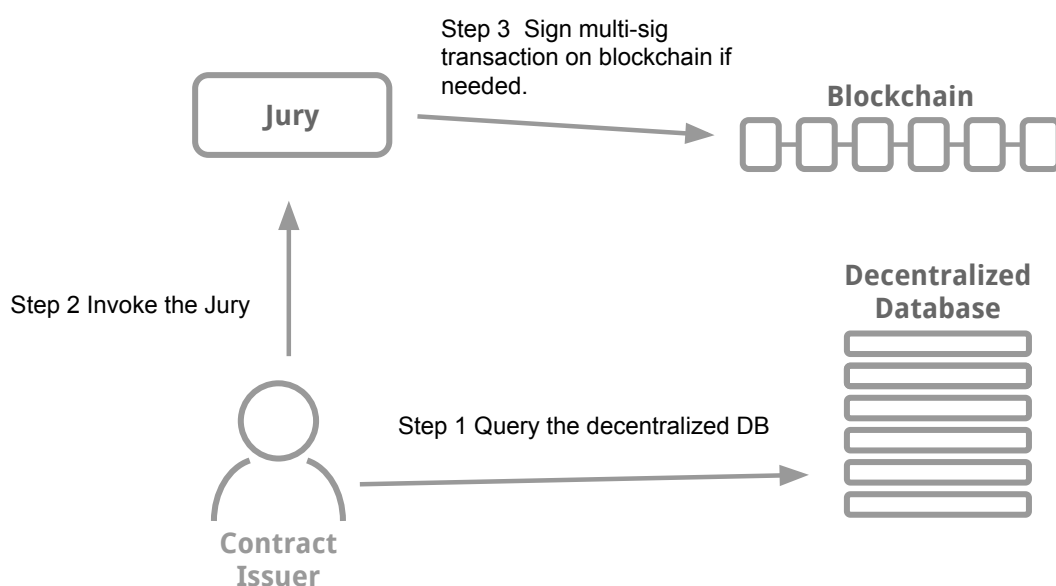 Step 3  Sign multi-sig
transaction on blockchain if
needed.
Jury
Blockchain
Decentralized
Database
Step 2 Invoke the Jury
Step 1 Query the decentralized DB
Contract
Issuer